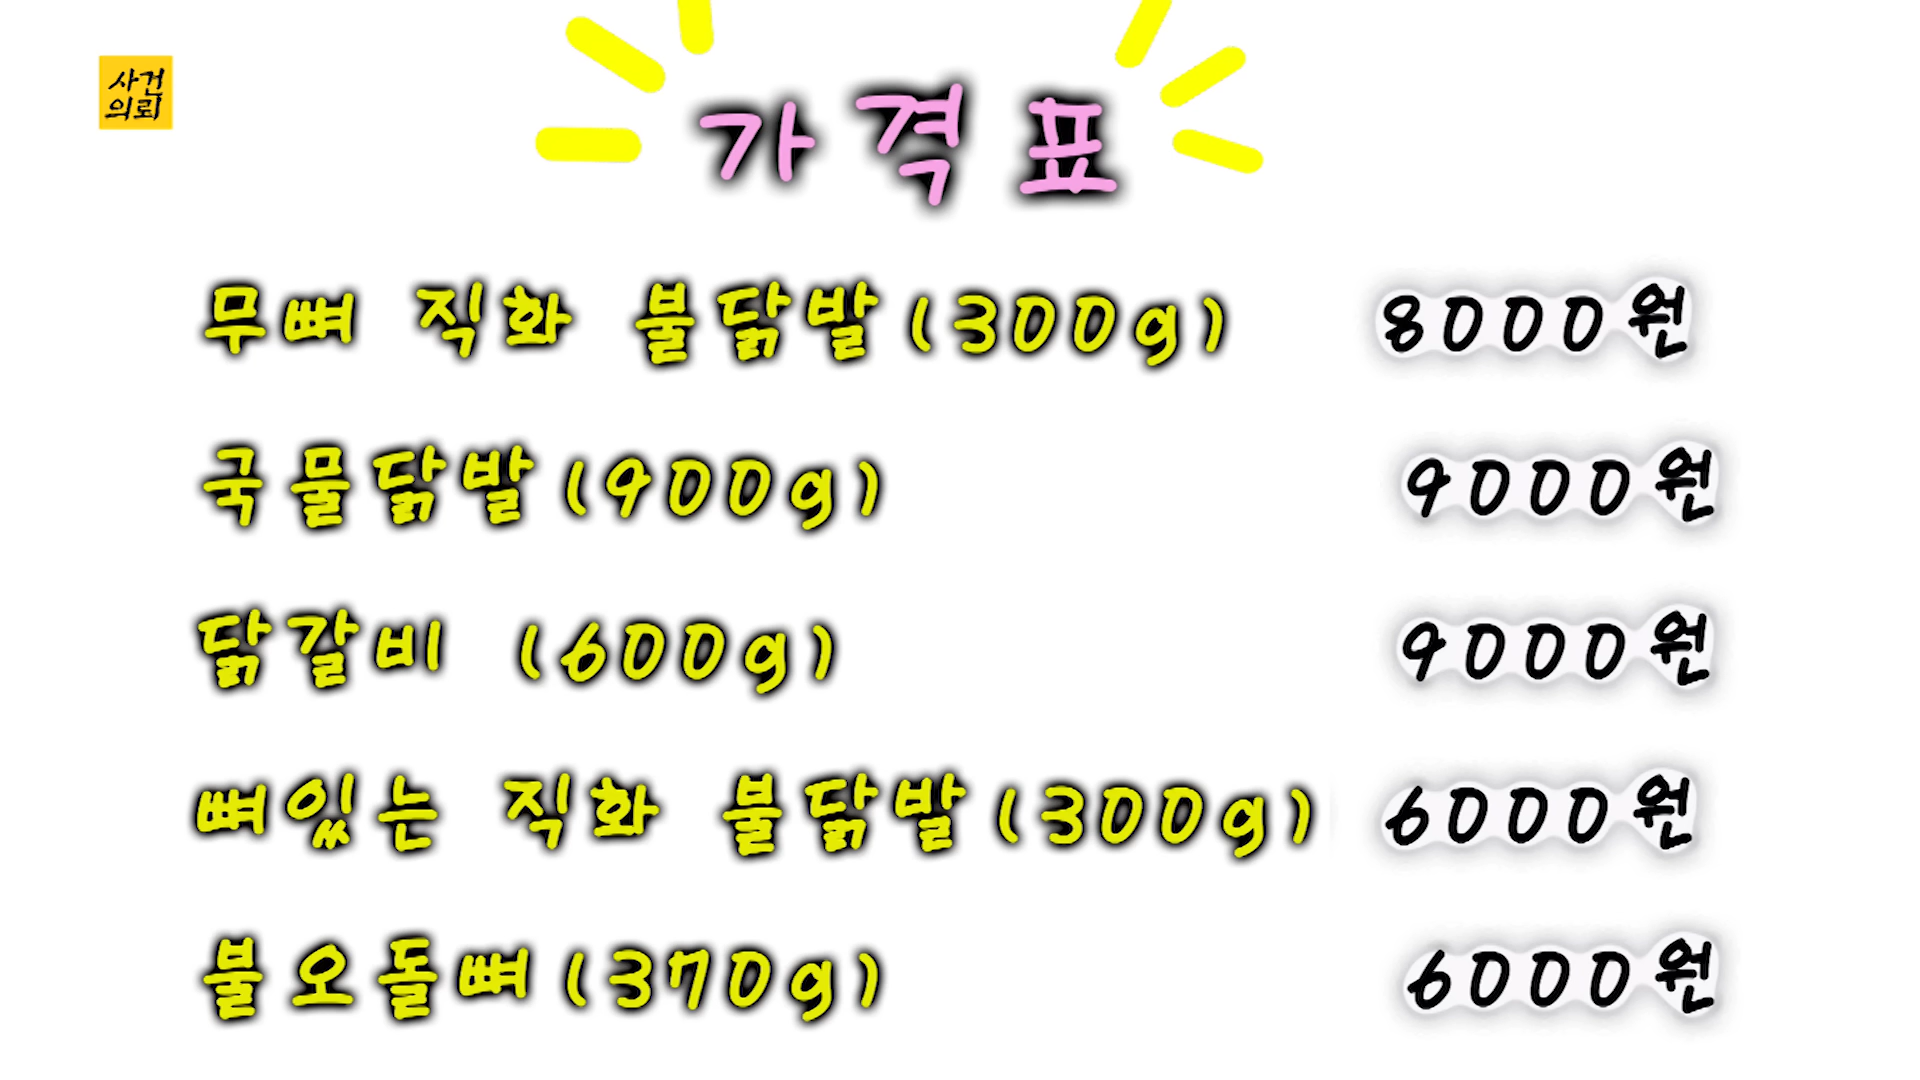 사건
의뢰
가격표
무뼈 직화 불닭발(300g) 8000원
국물닭발(900g) 9000원
닭갈비 (600g) 9000원
뼈있는 직화 불닭발(300g) 6000원
불오돌뼈(370g) 6000원